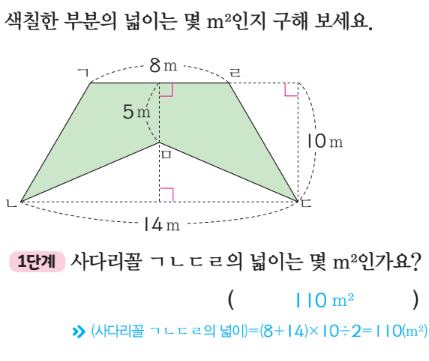 색칠한 부분의 넓이는 몇 m²인지 구해 보세요.
ㄱ 8 m ㄹ
5 m
ㅁ
10 m
ㄴ ㄷ
14 m
1단계 사다리꼴 ㄱㄴㄷㄹ의 넓이는 몇 m²인가요?
( 110 m² )
(사다리꼴 ㄱㄴㄷㄹ의 넓이)=(8+14)×10÷2=110(m²)